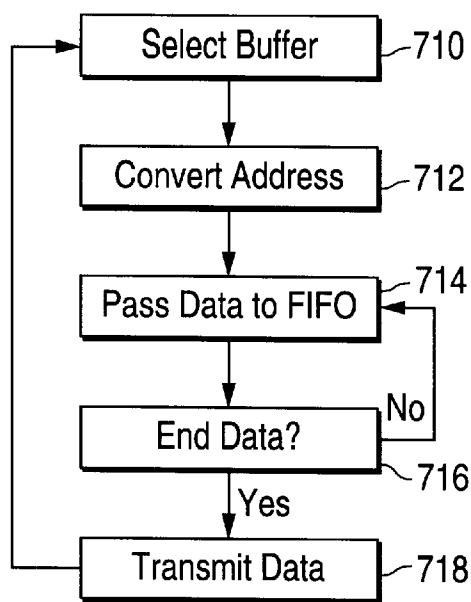 Select Buffer
710
Convert Address
712
714
Pass Data to FIFO
No
End Data?
716
Yes
Transmit Data
718